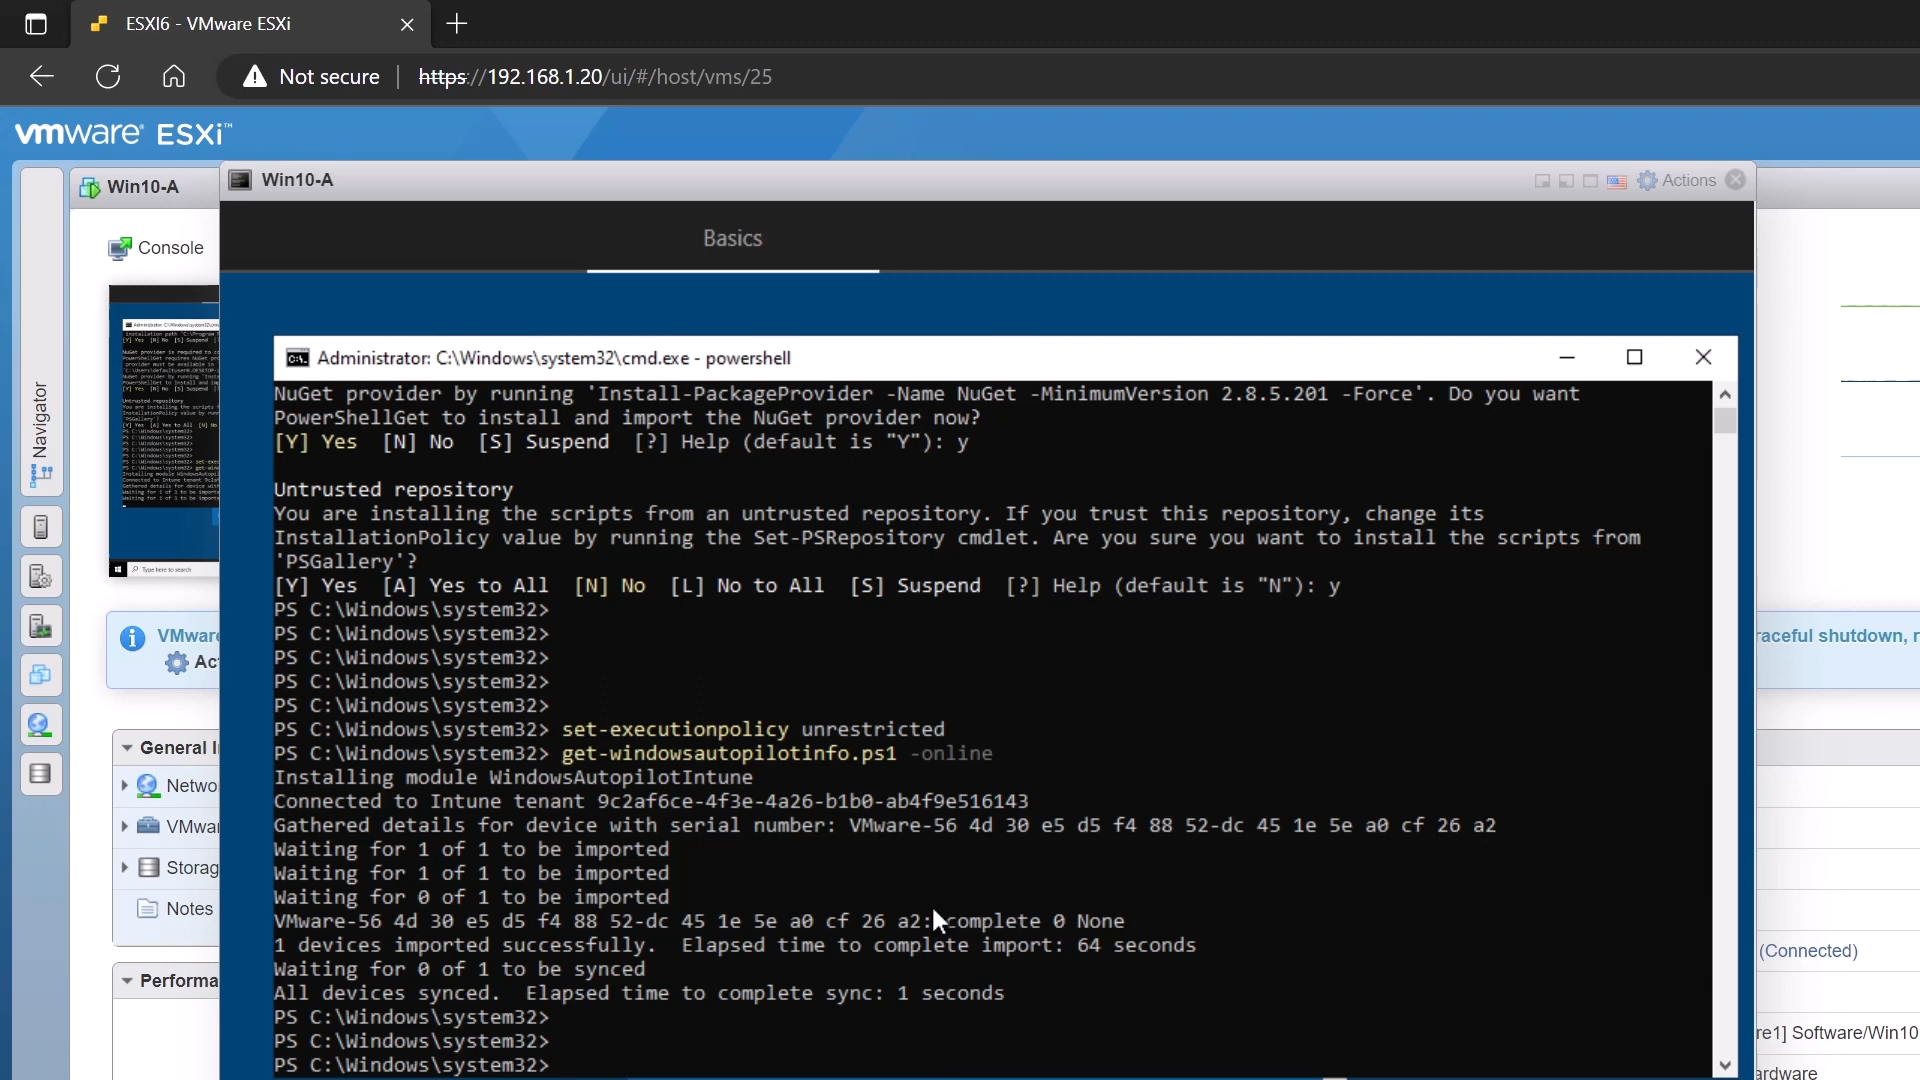 ESXI6 - VMware ESXi
Not secure
https://192.168.1.20/ui/#/host/vms/25
vmware ESXi™
Navigator
Win10-A
Console
Win10-A
Actions
Basics
Administrator: C:\Windows\system32\cmd.exe - powershell
NuGet provider by running 'Install-PackageProvider -Name NuGet -MinimumVersion 2.8.5.201 -Force'. Do you want
PowerShellGet to install and import the NuGet provider now?
[Y] Yes [N] No [S] Suspend [?] Help (default is "Y"): y
Untrusted repository
You are installing the scripts from an untrusted repository. If you trust this repository, change its
InstallationPolicy value by running the Set-PSRepository cmdlet. Are you sure you want to install the scripts from
'PSGallery'?
[Y] Yes [A] Yes to All [N] No [L] No to All [S] Suspend [?] Help (default is "N"): y
PS C:\Windows\system32>
PS C:\Windows\system32>
PS C:\Windows\system32>
PS C:\Windows\system32>
PS C:\Windows\system32>
PS C:\Windows\system32> set-executionpolicy unrestricted
PS C:\Windows\system32> get-windowsautopilotinfo.ps1 -online
Installing module WindowsAutopilotIntune
Connected to Intune tenant 9c2af6ce-4f3e-4a26-b1b0-ab4f9e516143
Gathered details for device with serial number: VMware-56 4d 30 e5 d5 f4 88 52-dc 45 1e 5e a0 cf 26 a2
Waiting for 1 of 1 to be imported
Waiting for 1 of 1 to be imported
Waiting for 0 of 1 to be imported
VMware-56 4d 30 e5 d5 f4 88 52-dc 45 1e 5e a0 cf 26 a2: complete 0 None
1 devices imported successfully. Elapsed time to complete import: 64 seconds
Waiting for 0 of 1 to be synced
All devices synced. Elapsed time to complete sync: 1 seconds
PS C:\Windows\system32>
PS C:\Windows\system32>
PS C:\Windows\system32>
Type here to search
VMware
Act
General I
Networ
VMwar
Storag
Notes
Performa
raceful shutdown, r
(Connected)
re1] Software/Win10
ardware